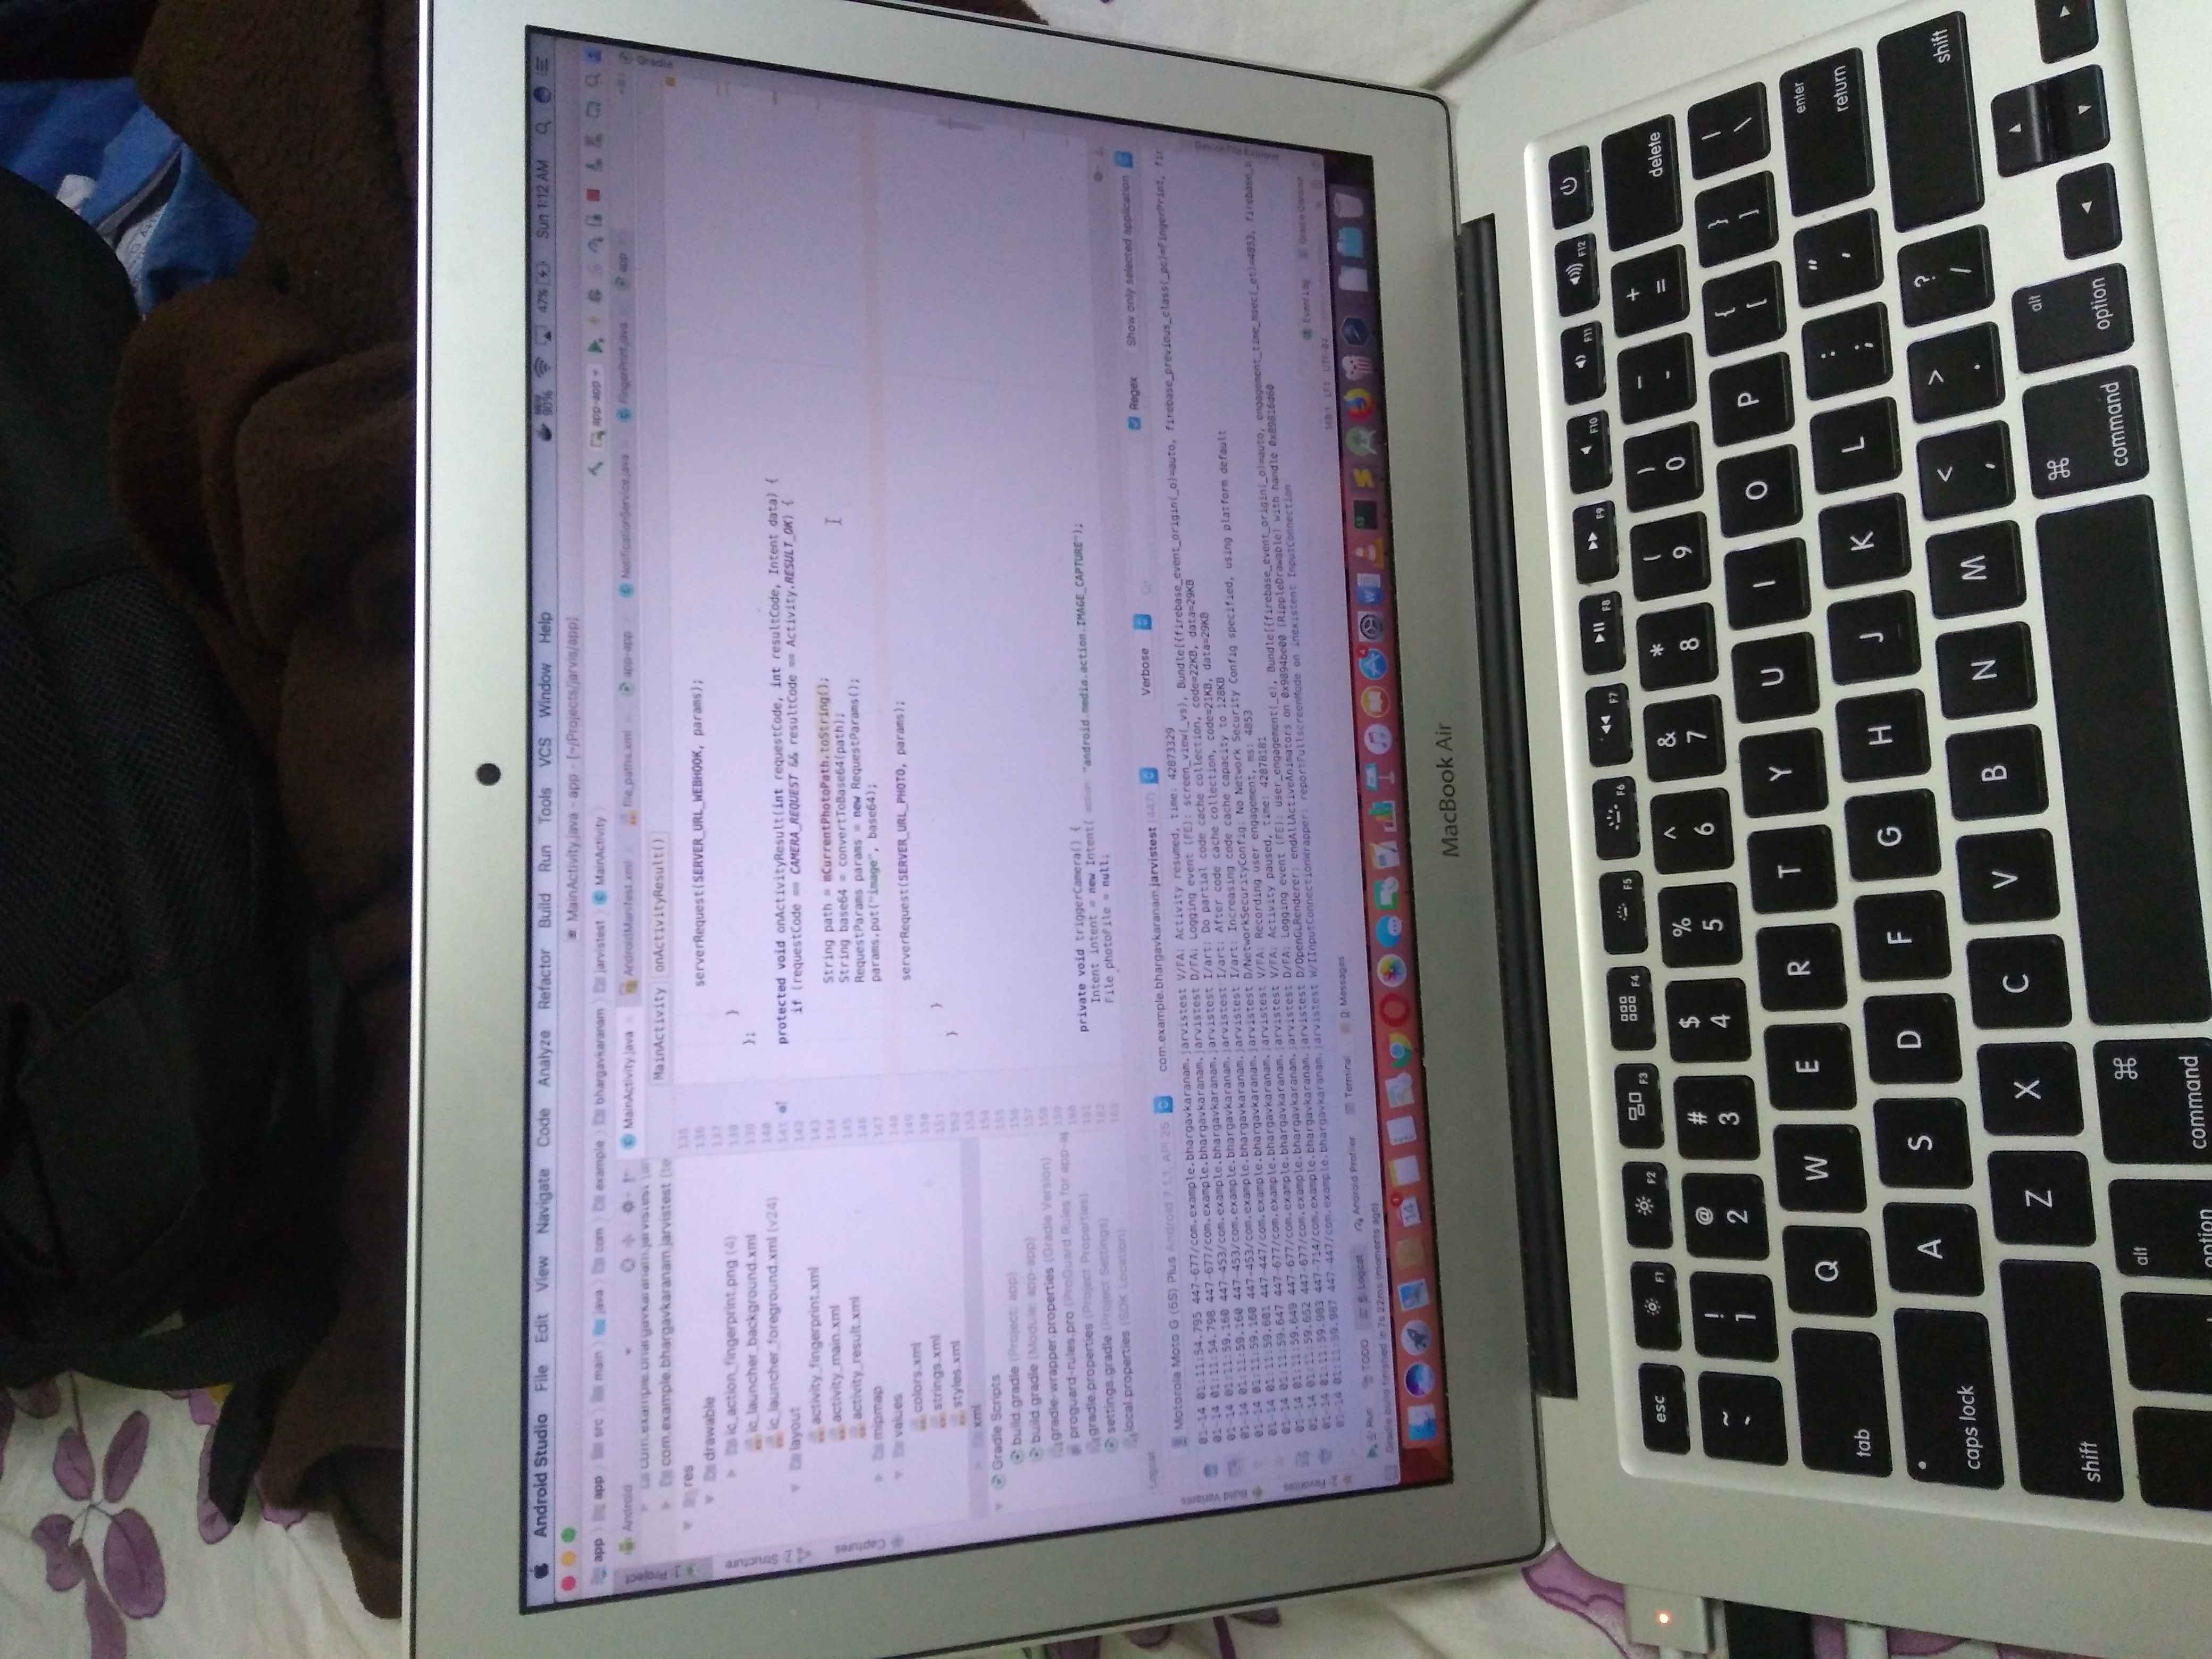 Android Studio File Edit View Navigate Code Analyze Refactor Build Run Tools VCS Window Help 80% 47% Sun 1:12 AM
MainActivity.java - app - [~/Projects/jarvis/app]
app src main java com example bhargavkaranam jarvistest MainActivity app-app
Android MainActivity.java AndroidManifest.xml file_paths.xml app-app NotificationService.java FingerPrint.java app Gradle
MainActivity onActivityResult()
com.example.bhargavkaranam.jarvistest
res
drawable
ic_action_fingerprint.png (4)
ic_launcher_background.xml
ic_launcher_foreground.xml (v24)
layout
activity_fingerprint.xml
activity_main.xml
activity_result.xml
mipmap
values
colors.xml
strings.xml
styles.xml
xml
Gradle Scripts
build.gradle (Project: app)
build.gradle (Module: app-app)
gradle-wrapper.properties (Gradle Version)
proguard-rules.pro (ProGuard Rules for app-a
gradle.properties (Project Properties)
settings.gradle (Project Settings)
local.properties (SDK Location)
serverRequest(SERVER_URL_WEBHOOK, params);
}
};
protected void onActivityResult(int requestCode, int resultCode, Intent data) {
if (requestCode == CAMERA_REQUEST && resultCode == Activity.RESULT_OK) {
String path = mCurrentPhotoPath.toString();
String base64 = convertToBase64(path);
RequestParams params = new RequestParams();
params.put("image", base64);
serverRequest(SERVER_URL_PHOTO, params);
}
}
private void triggerCamera() {
Intent intent = new Intent( action: "android.media.action.IMAGE_CAPTURE");
File photoFile = null;
Logcat
Motorola Moto G (5S) Plus Android 7.1.1, API 25 com.example.bhargavkaranam.jarvistest (447) Verbose Regex Show only selected application
01-14 01:11:54.795 447-677/com.example.bhargavkaranam.jarvistest V/FA: Activity resumed, time: 42873329
01-14 01:11:54.798 447-677/com.example.bhargavkaranam.jarvistest D/FA: Logging event (FE): screen_view(_vs), Bundle[{firebase_event_origin(_o)=auto, firebase_previous_class(_pc)=FingerPrint, fir
01-14 01:11:59.160 447-453/com.example.bhargavkaranam.jarvistest I/art: Do partial code cache collection, code=22KB, data=29KB
01-14 01:11:59.160 447-453/com.example.bhargavkaranam.jarvistest I/art: After code cache collection, code=21KB, data=29KB
01-14 01:11:59.160 447-453/com.example.bhargavkaranam.jarvistest I/art: Increasing code cache capacity to 128KB
01-14 01:11:59.601 447-447/com.example.bhargavkaranam.jarvistest D/NetworkSecurityConfig: No Network Security Config specified, using platform default
01-14 01:11:59.647 447-677/com.example.bhargavkaranam.jarvistest V/FA: Recording user engagement, ms: 4853
01-14 01:11:59.649 447-677/com.example.bhargavkaranam.jarvistest V/FA: Activity paused, time: 42878181
01-14 01:11:59.652 447-677/com.example.bhargavkaranam.jarvistest D/FA: Logging event (FE): user_engagement(_e), Bundle[{firebase_event_origin(_o)=auto, engagement_time_msec(_et)=4853, firebase_s
01-14 01:11:59.983 447-714/com.example.bhargavkaranam.jarvistest D/OpenGLRenderer: endAllActiveAnimators on 0x9894be00 (RippleDrawable) with handle
01-14 01:11:59.987 447-447/com.example.bhargavkaranam.jarvistest W/IInputConnectionWrapper: reportFullscreenMode on inexistent InputConnection
Run TODO Logcat Android Profiler Terminal Messages Event Log Gradle Console
Gradle build finished in 7s 22ms (moments ago)
Project
Structure
Captures
Build Variants
Favorites
MacBook Air
esc F1 F2 F3 F4 F5 F6 F7 F8 F9 F10 F11 F12
~ ` ! 1 @ 2 # 3 $ 4 % 5 ^ 6 & 7 * 8 ( 9 ) 0 _ - + = delete
tab Q W E R T Y U I O P { [ } ] | \
caps lock A S D F G H J K L : ; " ' enter return
shift Z X C V B N M < , > . ? / shift
alt option ⌘ command ⌘ command alt option